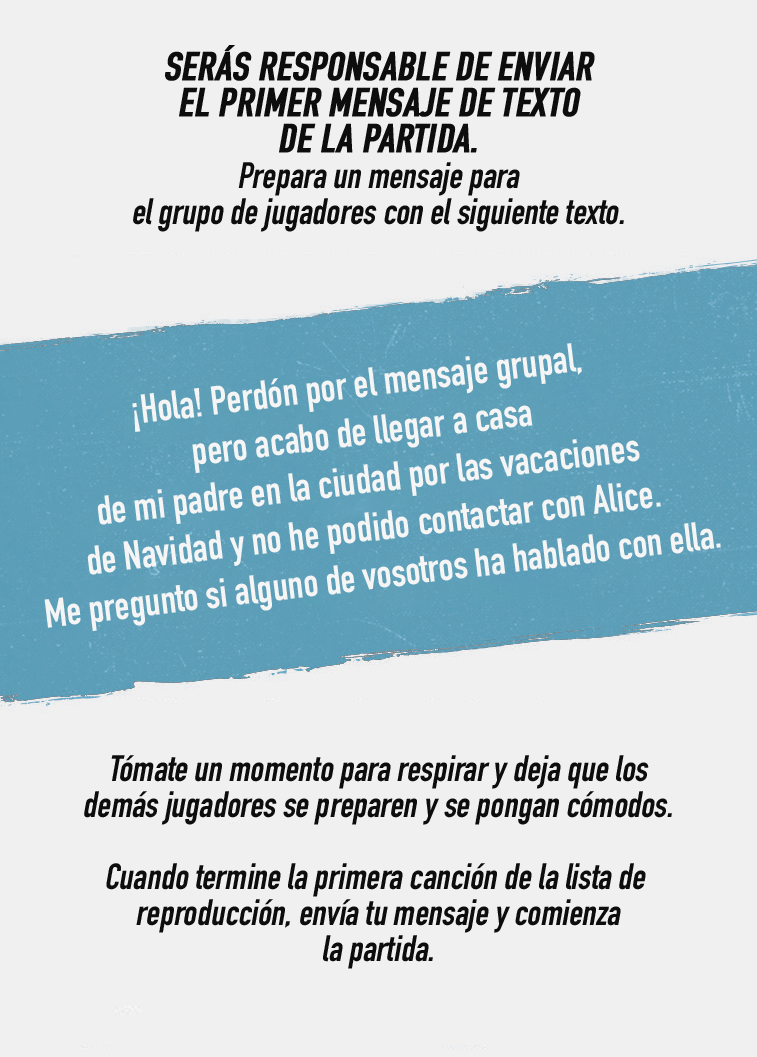 SERÁS RESPONSABLE DE ENVIAR
EL PRIMER MENSAJE DE TEXTO
DE LA PARTIDA.
Prepara un mensaje para
el grupo de jugadores con el siguiente texto.
¡Hola! Perdón por el mensaje grupal,
pero acabo de llegar a casa
de mi padre en la ciudad por las vacaciones
de Navidad y no he podido contactar con Alice.
Me pregunto si alguno de vosotros ha hablado con ella.
Tómate un momento para respirar y deja que los
demás jugadores se preparen y se pongan cómodos.
Cuando termine la primera canción de la lista de
reproducción, envía tu mensaje y comienza
la partida.